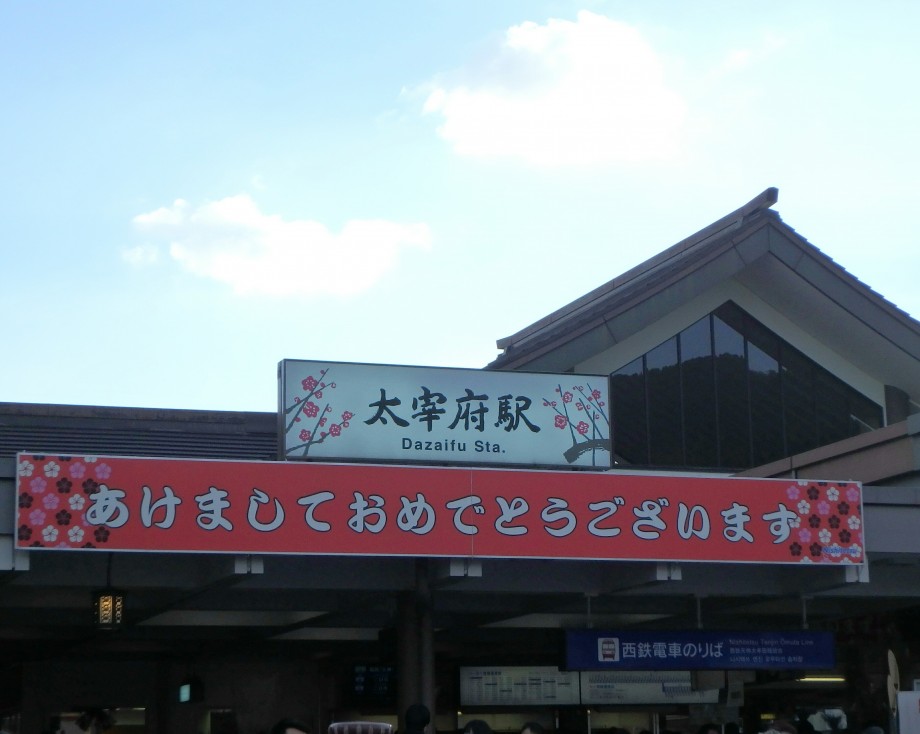 太宰府駅
Dazaifu Sta.
あけましておめでとうございます
西鉄電車のりば